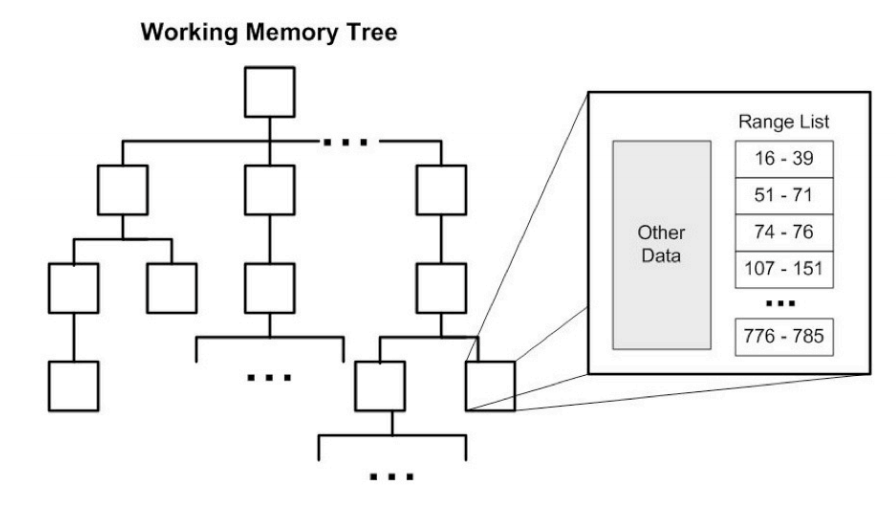 Working Memory Tree
Range List
16 - 39
51 - 71
74 - 76
107 - 151
776 - 785
Other
Data